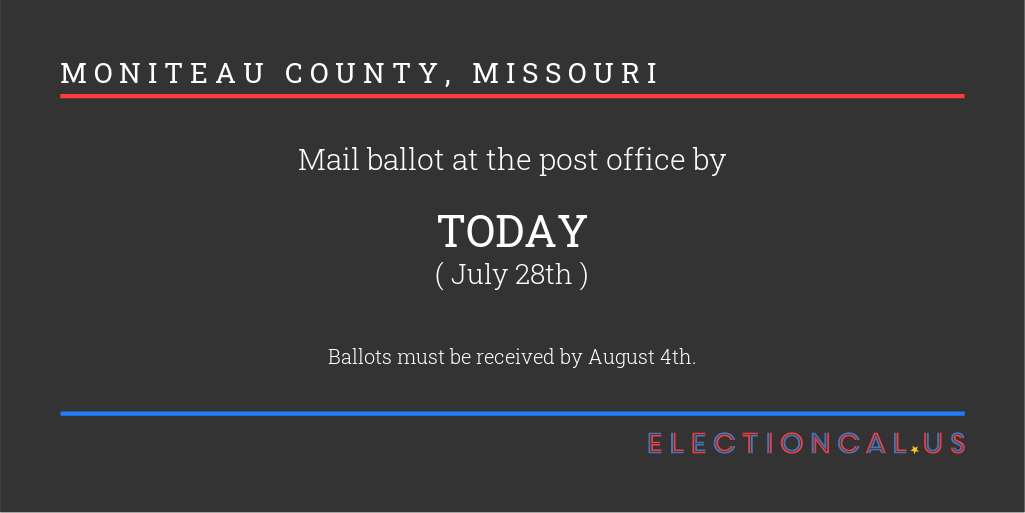 MONITEAU COUNTY, MISSOURI
Mail ballot at the post office by
TODAY
( July 28th )
Ballots must be received by August 4th.
ELECTIONCAL.US